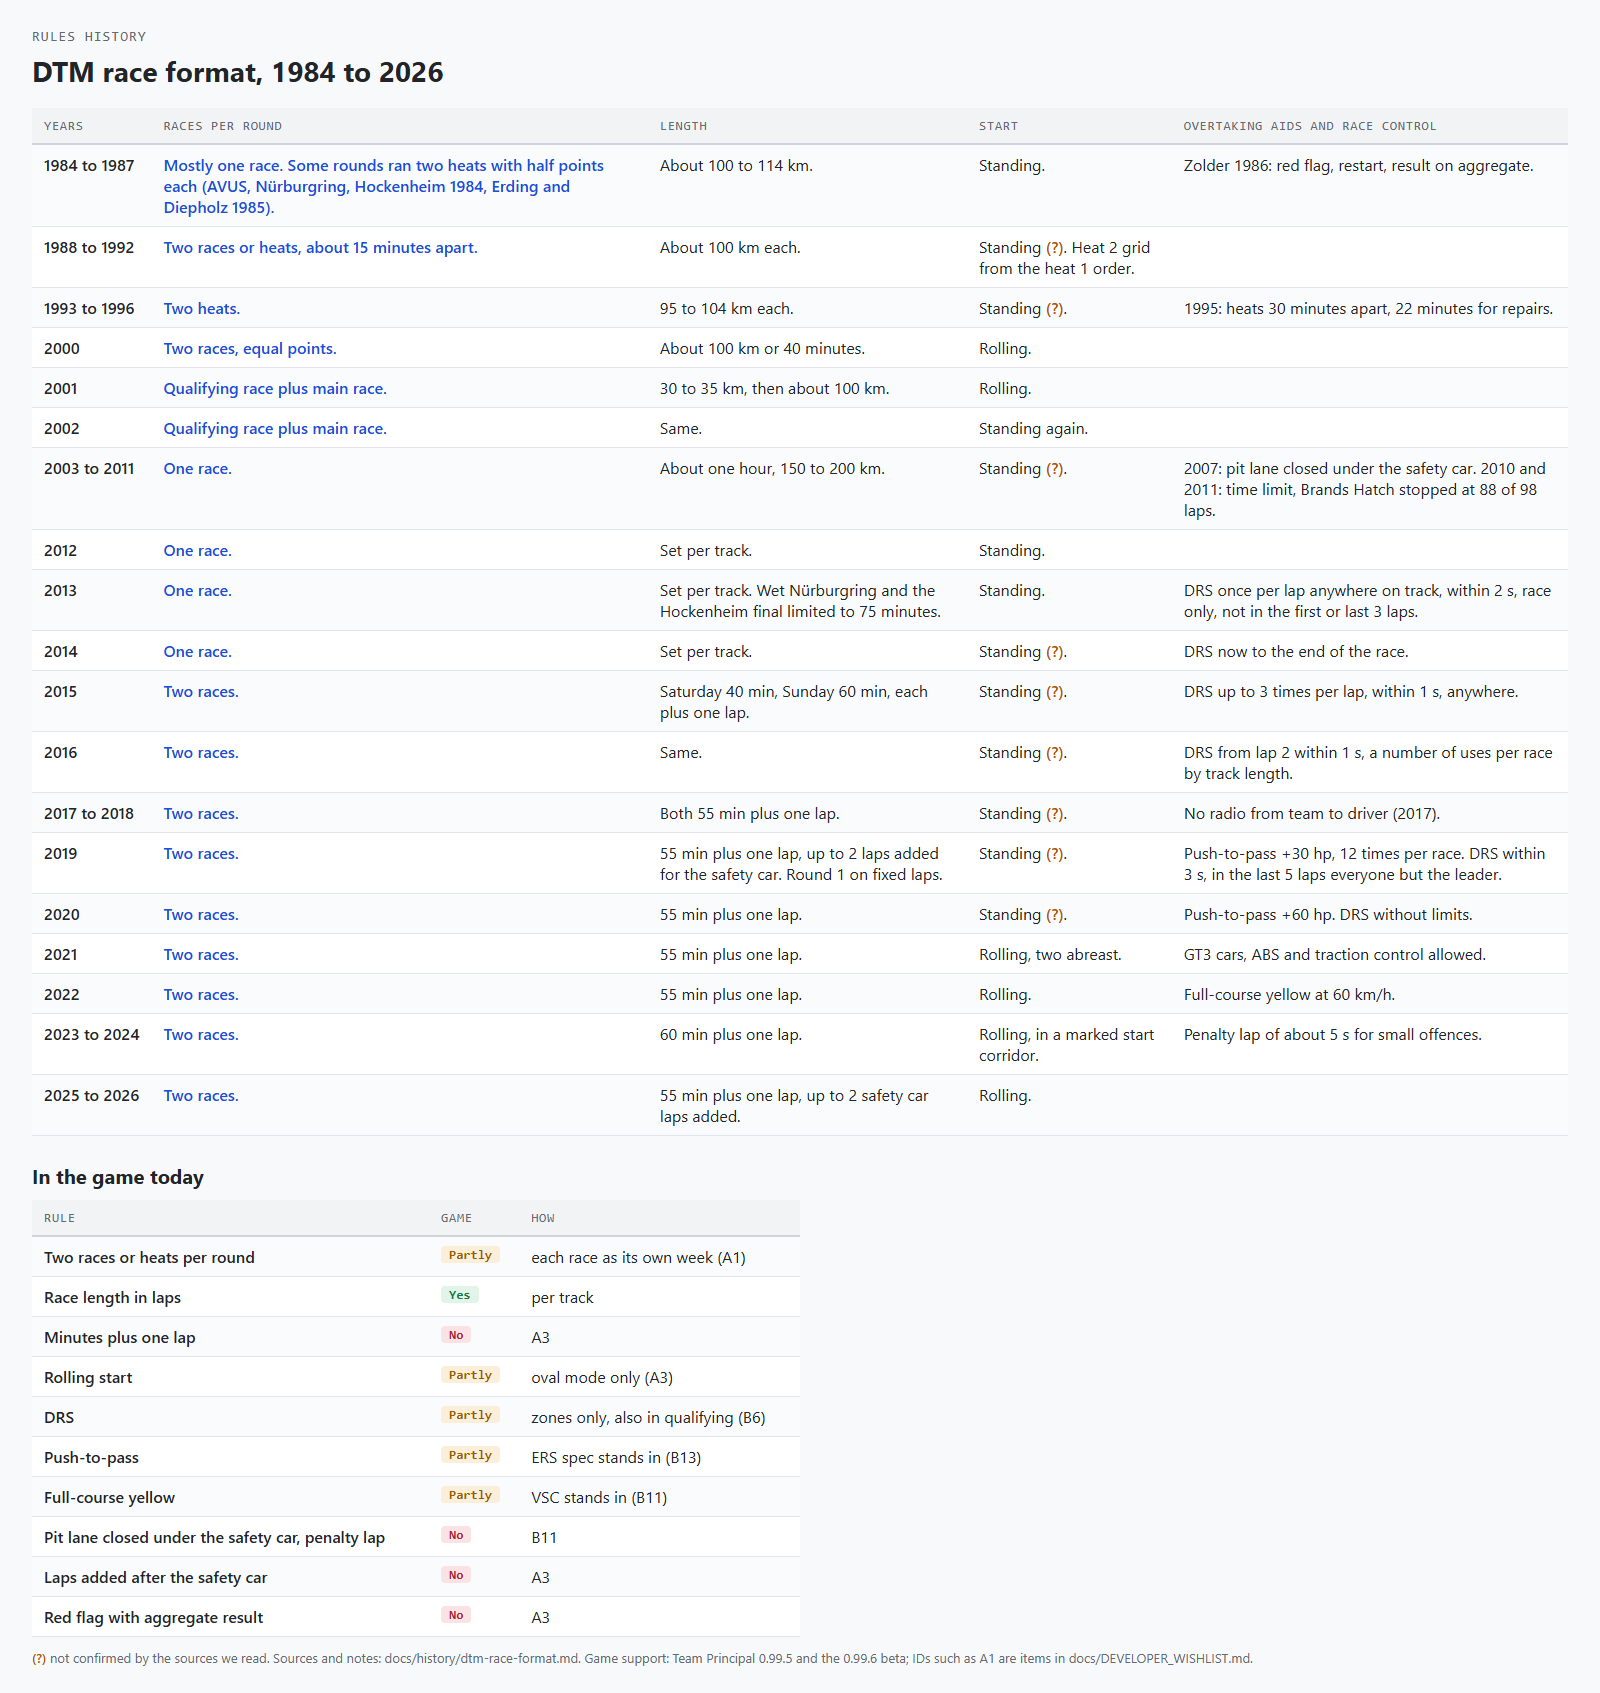 RULES HISTORY
DTM race format, 1984 to 2026
YEARS RACES PER ROUND LENGTH START OVERTAKING AIDS AND RACE CONTROL
1984 to 1987 Mostly one race. Some rounds ran two heats with half points About 100 to 114 km. Standing. Zolder 1986: red flag, restart, result on aggregate.
each (AVUS, Nürburgring, Hockenheim 1984, Erding and
Diepholz 1985).
1988 to 1992 Two races or heats, about 15 minutes apart. About 100 km each. Standing (?). Heat 2 grid
from the heat 1 order.
1993 to 1996 Two heats. 95 to 104 km each. Standing (?). 1995: heats 30 minutes apart, 22 minutes for repairs.
2000 Two races, equal points. About 100 km or 40 minutes. Rolling.
2001 Qualifying race plus main race. 30 to 35 km, then about 100 km. Rolling.
2002 Qualifying race plus main race. Same. Standing again.
2003 to 2011 One race. About one hour, 150 to 200 km. Standing (?). 2007: pit lane closed under the safety car. 2010 and
2011: time limit, Brands Hatch stopped at 88 of 98
laps.
2012 One race. Set per track. Standing.
2013 One race. Set per track. Wet Nürburgring and the Standing. DRS once per lap anywhere on track, within 2 s, race
Hockenheim final limited to 75 minutes. only, not in the first or last 3 laps.
2014 One race. Set per track. Standing (?). DRS now to the end of the race.
2015 Two races. Saturday 40 min, Sunday 60 min, each Standing (?). DRS up to 3 times per lap, within 1 s, anywhere.
plus one lap.
2016 Two races. Same. Standing (?). DRS from lap 2 within 1 s, a number of uses per race
by track length.
2017 to 2018 Two races. Both 55 min plus one lap. Standing (?). No radio from team to driver (2017).
2019 Two races. 55 min plus one lap, up to 2 laps added Standing (?). Push-to-pass +30 hp, 12 times per race. DRS within
for the safety car. Round 1 on fixed laps. 3 s, in the last 5 laps everyone but the leader.
2020 Two races. 55 min plus one lap. Standing (?). Push-to-pass +60 hp. DRS without limits.
2021 Two races. 55 min plus one lap. Rolling, two abreast. GT3 cars, ABS and traction control allowed.
2022 Two races. 55 min plus one lap. Rolling. Full-course yellow at 60 km/h.
2023 to 2024 Two races. 60 min plus one lap. Rolling, in a marked start Penalty lap of about 5 s for small offences.
corridor.
2025 to 2026 Two races. 55 min plus one lap, up to 2 safety car Rolling.
laps added.
In the game today
RULE GAME HOW
Two races or heats per round Partly each race as its own week (A1)
Race length in laps Yes per track
Minutes plus one lap No A3
Rolling start Partly oval mode only (A3)
DRS Partly zones only, also in qualifying (B6)
Push-to-pass Partly ERS spec stands in (B13)
Full-course yellow Partly VSC stands in (B11)
Pit lane closed under the safety car, penalty lap No B11
Laps added after the safety car No A3
Red flag with aggregate result No A3
(?) not confirmed by the sources we read. Sources and notes: docs/history/dtm-race-format.md. Game support: Team Principal 0.99.5 and the 0.99.6 beta; IDs such as A1 are items in docs/DEVELOPER_WISHLIST.md.